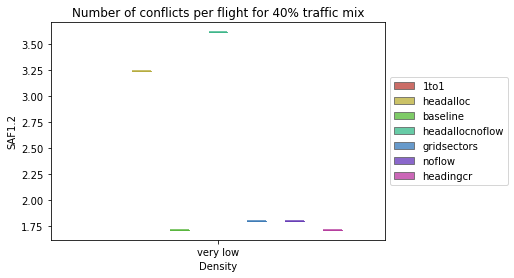 Number of conflicts per flight for 40% traffic mix
SAF1.2
3.50
3.25
3.00
2.75
2.50
2.25
2.00
1.75
very low
Density
1to1
headalloc
baseline
headallocnoflow
gridsectors
noflow
headingcr